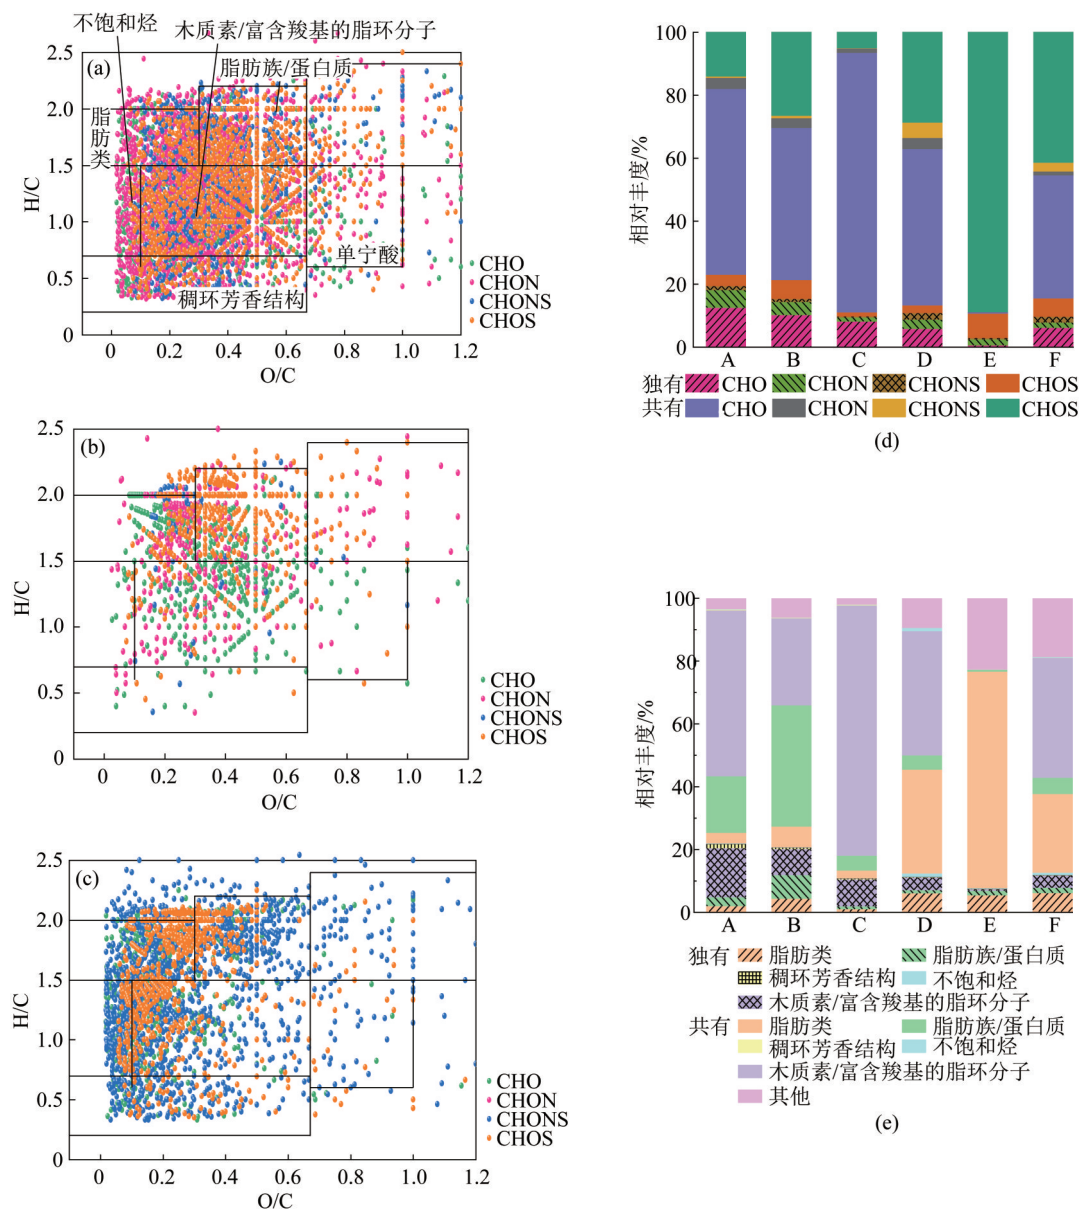 不饱和烃
木质素/富含羧基的脂环分子
脂肪族/蛋白质
(a)
脂肪类
单宁酸
稠环芳香结构
H/C
2.5
2.0
1.5
1.0
0.5
0
0 0.2 0.4 0.6 0.8 1.0 1.2
O/C
CHO
CHON
CHONS
CHOS
(b)
H/C
2.5
2.0
1.5
1.0
0.5
0
0 0.2 0.4 0.6 0.8 1.0 1.2
O/C
CHO
CHON
CHONS
CHOS
(c)
H/C
2.5
2.0
1.5
1.0
0.5
0
0 0.2 0.4 0.6 0.8 1.0 1.2
O/C
CHO
CHON
CHONS
CHOS
相对丰度/%
100
80
60
40
20
0
A B C D E F
独有 CHO CHON CHONS CHOS
共有 CHO CHON CHONS CHOS
(d)
相对丰度/%
100
80
60
40
20
0
A B C D E F
独有 脂肪类 脂肪族/蛋白质
稠环芳香结构 不饱和烃
木质素/富含羧基的脂环分子
共有 脂肪类 脂肪族/蛋白质
稠环芳香结构 不饱和烃
木质素/富含羧基的脂环分子
其他
(e)